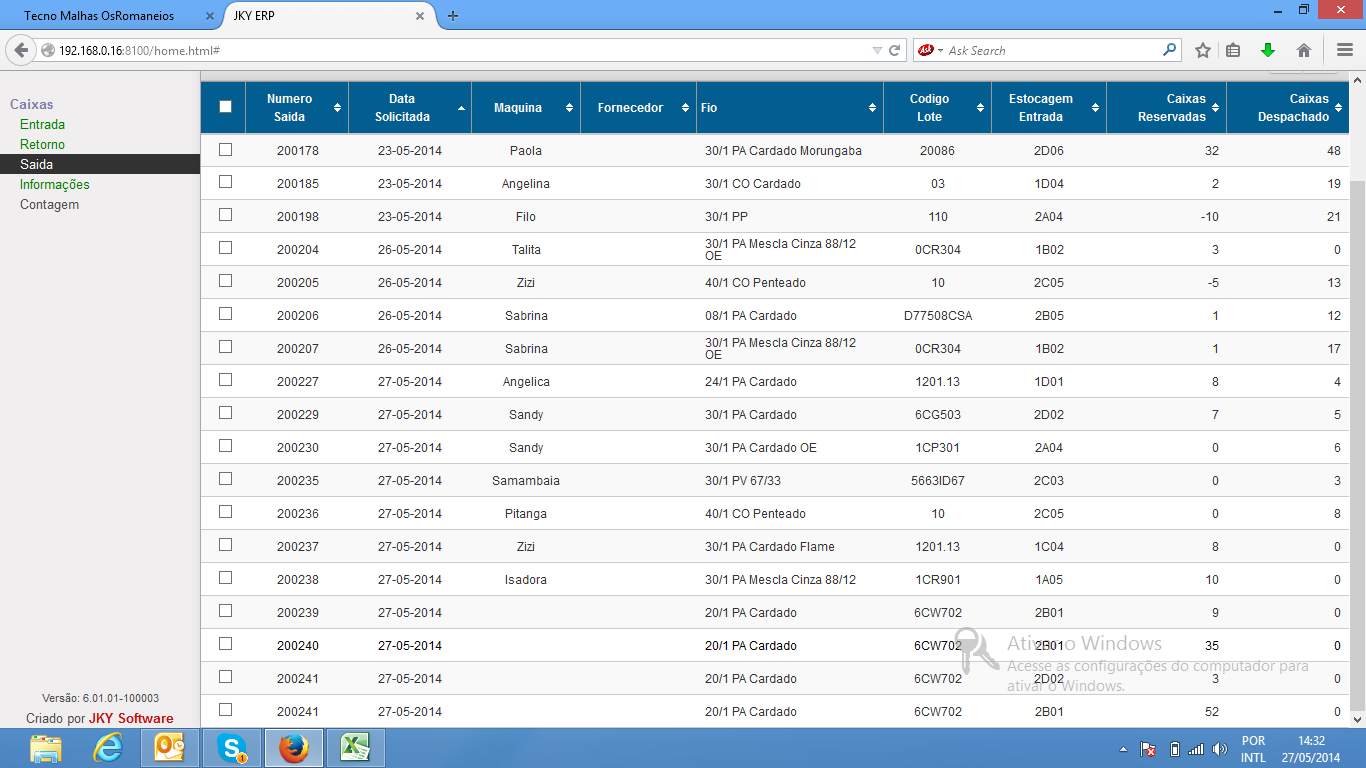 Tecno Malhas OsRomaneios
JKY ERP
192.168.0.16:8100/home.html#
Ask
Ask Search
Caixas
Entrada
Retorno
Saida
Informações
Contagem
Numero Saida Data Solicitada Maquina Fornecedor Fio Codigo Lote Estocagem Entrada Caixas Reservadas Caixas Despachado
200178 23-05-2014 Paola 30/1 PA Cardado Morungaba 20086 2D06 32 48
200185 23-05-2014 Angelina 30/1 CO Cardado 03 1D04 2 19
200198 23-05-2014 Filo 30/1 PP 110 2A04 -10 21
200204 26-05-2014 Talita 30/1 PA Mescla Cinza 88/12 OE 0CR304 1B02 3 0
200205 26-05-2014 Zizi 40/1 CO Penteado 10 2C05 -5 13
200206 26-05-2014 Sabrina 08/1 PA Cardado D77508CSA 2B05 1 12
200207 26-05-2014 Sabrina 30/1 PA Mescla Cinza 88/12 OE 0CR304 1B02 1 17
200227 27-05-2014 Angelica 24/1 PA Cardado 1201.13 1D01 8 4
200229 27-05-2014 Sandy 30/1 PA Cardado 6CG503 2D02 7 5
200230 27-05-2014 Sandy 30/1 PA Cardado OE 1CP301 2A04 0 6
200235 27-05-2014 Samambaia 30/1 PV 67/33 5663ID67 2C03 0 3
200236 27-05-2014 Pitanga 40/1 CO Penteado 10 2C05 0 8
200237 27-05-2014 Zizi 30/1 PA Cardado Flame 1201.13 1C04 8 0
200238 27-05-2014 Isadora 30/1 PA Mescla Cinza 88/12 1CR901 1A05 10 0
200239 27-05-2014 20/1 PA Cardado 6CW702 2B01 9 0
200240 27-05-2014 20/1 PA Cardado 6CW702 2B01 35 0
200241 27-05-2014 20/1 PA Cardado 6CW702 2D02 3 0
200241 27-05-2014 20/1 PA Cardado 6CW702 2B01 52 0
Ativar o Windows
Acesse as configurações do computador para
ativar o Windows.
Versão: 6.01.01-100003
Criado por JKY Software
1
POR
INTL
14:32
27/05/2014